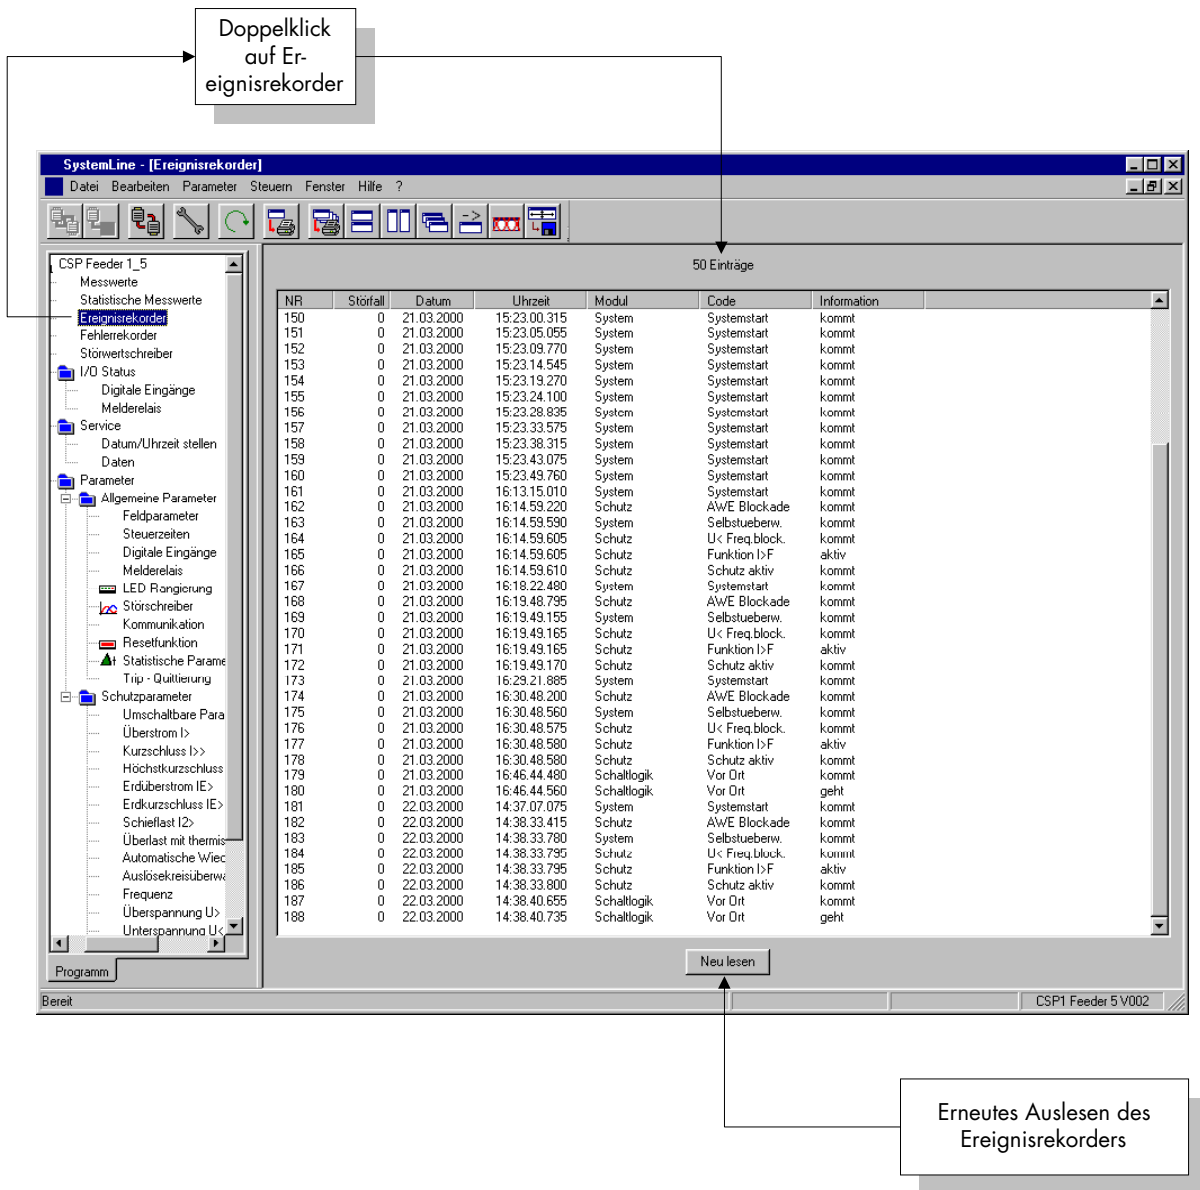 Doppelklick
auf Er-
eignisrekorder
SystemLine - [Ereignisrekorder]
Datei Bearbeiten Parameter Steuern Fenster Hilfe ?
CSP Feeder 1_5
Messwerte
Statistische Messwerte
Ereignisrekorder
Fehlerrekorder
Störwertschreiber
I/O Status
Digitale Eingänge
Melderelais
Service
Datum/Uhrzeit stellen
Daten
Parameter
Allgemeine Parameter
Feldparameter
Steuerzeiten
Digitale Eingänge
Melderelais
LED Rangierung
Störschreiber
Kommunikation
Resetfunktion
Statistische Parame
Trip - Quittierung
Schutzparameter
Umschaltbare Para
Überstrom I>
Kurzschluss I>>
Höchstkurzschluss
Erdüberstrom IE>
Erdkurzschluss IE>
Schieflast I2>
Überlast mit thermis
Automatische Wied
Auslösekreisüberwa
Frequenz
Überspannung U>
Unterspannung U<
Programm
50 Einträge
NR Störfall Datum Uhrzeit Modul Code Information
150 0 21.03.2000 15:23.00.315 System Systemstart kommt
151 0 21.03.2000 15:23.05.055 System Systemstart kommt
152 0 21.03.2000 15:23.09.770 System Systemstart kommt
153 0 21.03.2000 15:23.14.545 System Systemstart kommt
154 0 21.03.2000 15:23.19.270 System Systemstart kommt
155 0 21.03.2000 15:23.24.100 System Systemstart kommt
156 0 21.03.2000 15:23.28.835 System Systemstart kommt
157 0 21.03.2000 15:23.33.575 System Systemstart kommt
158 0 21.03.2000 15:23.38.315 System Systemstart kommt
159 0 21.03.2000 15:23.43.075 System Systemstart kommt
160 0 21.03.2000 15:23.49.760 System Systemstart kommt
161 0 21.03.2000 16:13.15.010 System Systemstart kommt
162 0 21.03.2000 16:14.59.220 Schutz AWE Blockade kommt
163 0 21.03.2000 16:14.59.590 System Selbstueberw. kommt
164 0 21.03.2000 16:14.59.605 Schutz U< Freq.block. kommt
165 0 21.03.2000 16:14.59.605 Schutz Funktion I>F aktiv
166 0 21.03.2000 16:14.59.610 Schutz Schutz aktiv kommt
167 0 21.03.2000 16:18.22.480 System Systemstart kommt
168 0 21.03.2000 16:19.48.795 Schutz AWE Blockade kommt
169 0 21.03.2000 16:19.49.155 System Selbstueberw. kommt
170 0 21.03.2000 16:19.49.165 Schutz U< Freq.block. kommt
171 0 21.03.2000 16:19.49.165 Schutz Funktion I>F aktiv
172 0 21.03.2000 16:19.49.170 Schutz Schutz aktiv kommt
173 0 21.03.2000 16:29.21.885 System Systemstart kommt
174 0 21.03.2000 16:30.48.200 Schutz AWE Blockade kommt
175 0 21.03.2000 16:30.48.560 System Selbstueberw. kommt
176 0 21.03.2000 16:30.48.575 Schutz U< Freq.block. kommt
177 0 21.03.2000 16:30.48.580 Schutz Funktion I>F aktiv
178 0 21.03.2000 16:30.48.580 Schutz Schutz aktiv kommt
179 0 21.03.2000 16:46.44.480 Schaltlogik Vor Ort kommt
180 0 21.03.2000 16:46.44.560 Schaltlogik Vor Ort geht
181 0 22.03.2000 14:37.07.075 System Systemstart kommt
182 0 22.03.2000 14:38.33.415 Schutz AWE Blockade kommt
183 0 22.03.2000 14:38.33.780 System Selbstueberw. kommt
184 0 22.03.2000 14:38.33.795 Schutz U< Freq.block. kommt
185 0 22.03.2000 14:38.33.795 Schutz Funktion I>F aktiv
186 0 22.03.2000 14:38.33.800 Schutz Schutz aktiv kommt
187 0 22.03.2000 14:38.40.655 Schaltlogik Vor Ort kommt
188 0 22.03.2000 14:38.40.735 Schaltlogik Vor Ort geht
Neu lesen
Bereit
CSP1 Feeder 5 V002
Erneutes Auslesen des
Ereignisrekorders